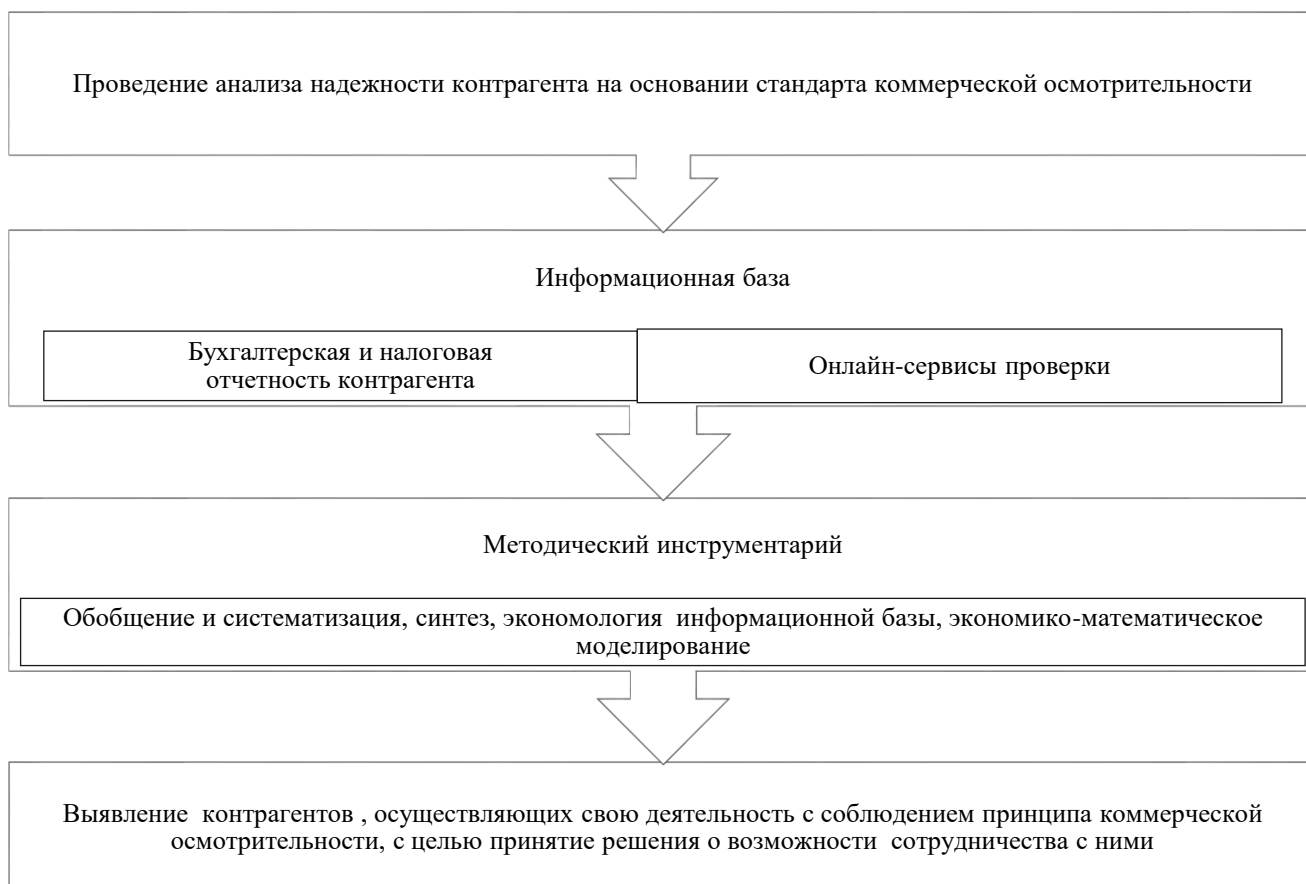 Проведение анализа надежности контрагента на основании стандарта коммерческой осмотрительности
Информационная база
Бухгалтерская и налоговая
отчетность контрагента
Онлайн-сервисы проверки
Методический инструментарий
Обобщение и систематизация, синтез, экономология информационной базы, экономико-математическое
моделирование
Выявление контрагентов , осуществляющих свою деятельность с соблюдением принципа коммерческой
осмотрительности, с целью принятие решения о возможности сотрудничества с ними